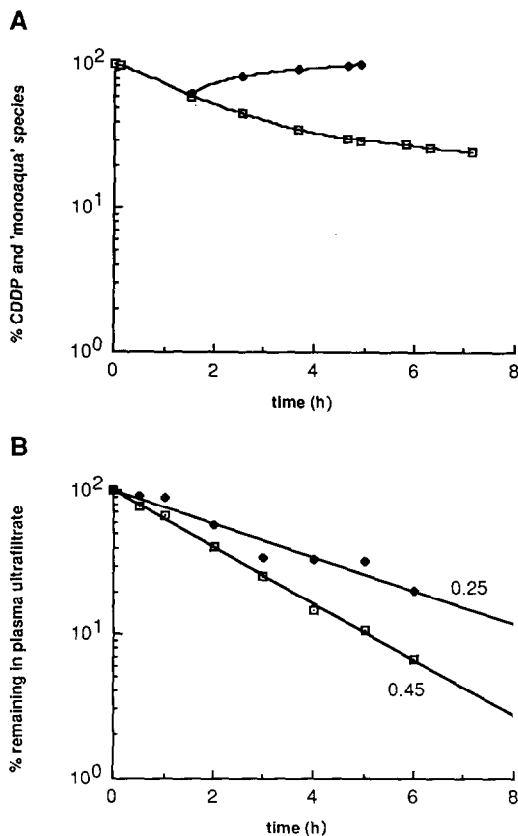 A
% CDDP and 'monoaqua' species
10²
10¹
10⁰
0 2 4 6 8
time (h)
B
% remaining in plasma ultrafiltrate
10²
10¹
10⁰
0.25
0.45
0 2 4 6 8
time (h)